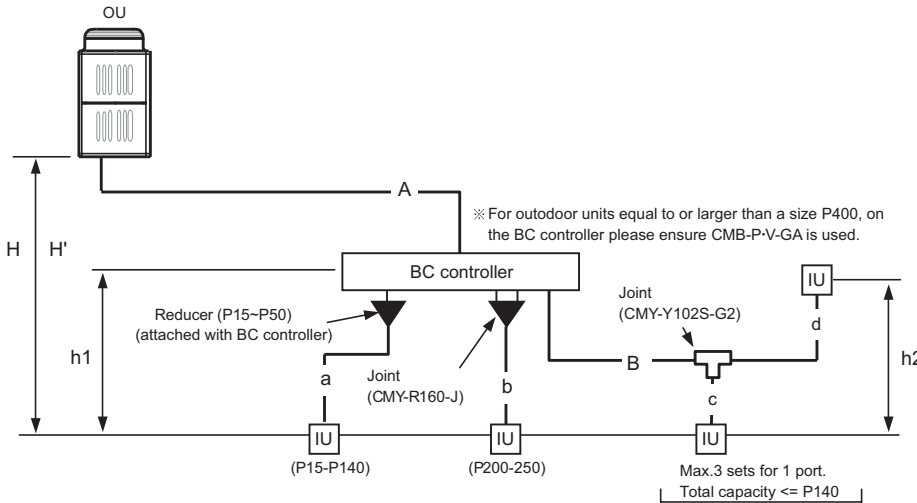 OU
A
※ For outodoor units equal to or larger than a size P400, on
the BC controller please ensure CMB-P·V-GA is used.
H
H'
BC controller
IU
Reducer (P15~P50)
(attached with BC controller)
Joint
(CMY-Y102S-G2)
h1
d
h2
a
Joint
(CMY-R160-J)
b
B
c
IU
IU
IU
(P15-P140)
(P200-250)
Max.3 sets for 1 port.
Total capacity <= P140